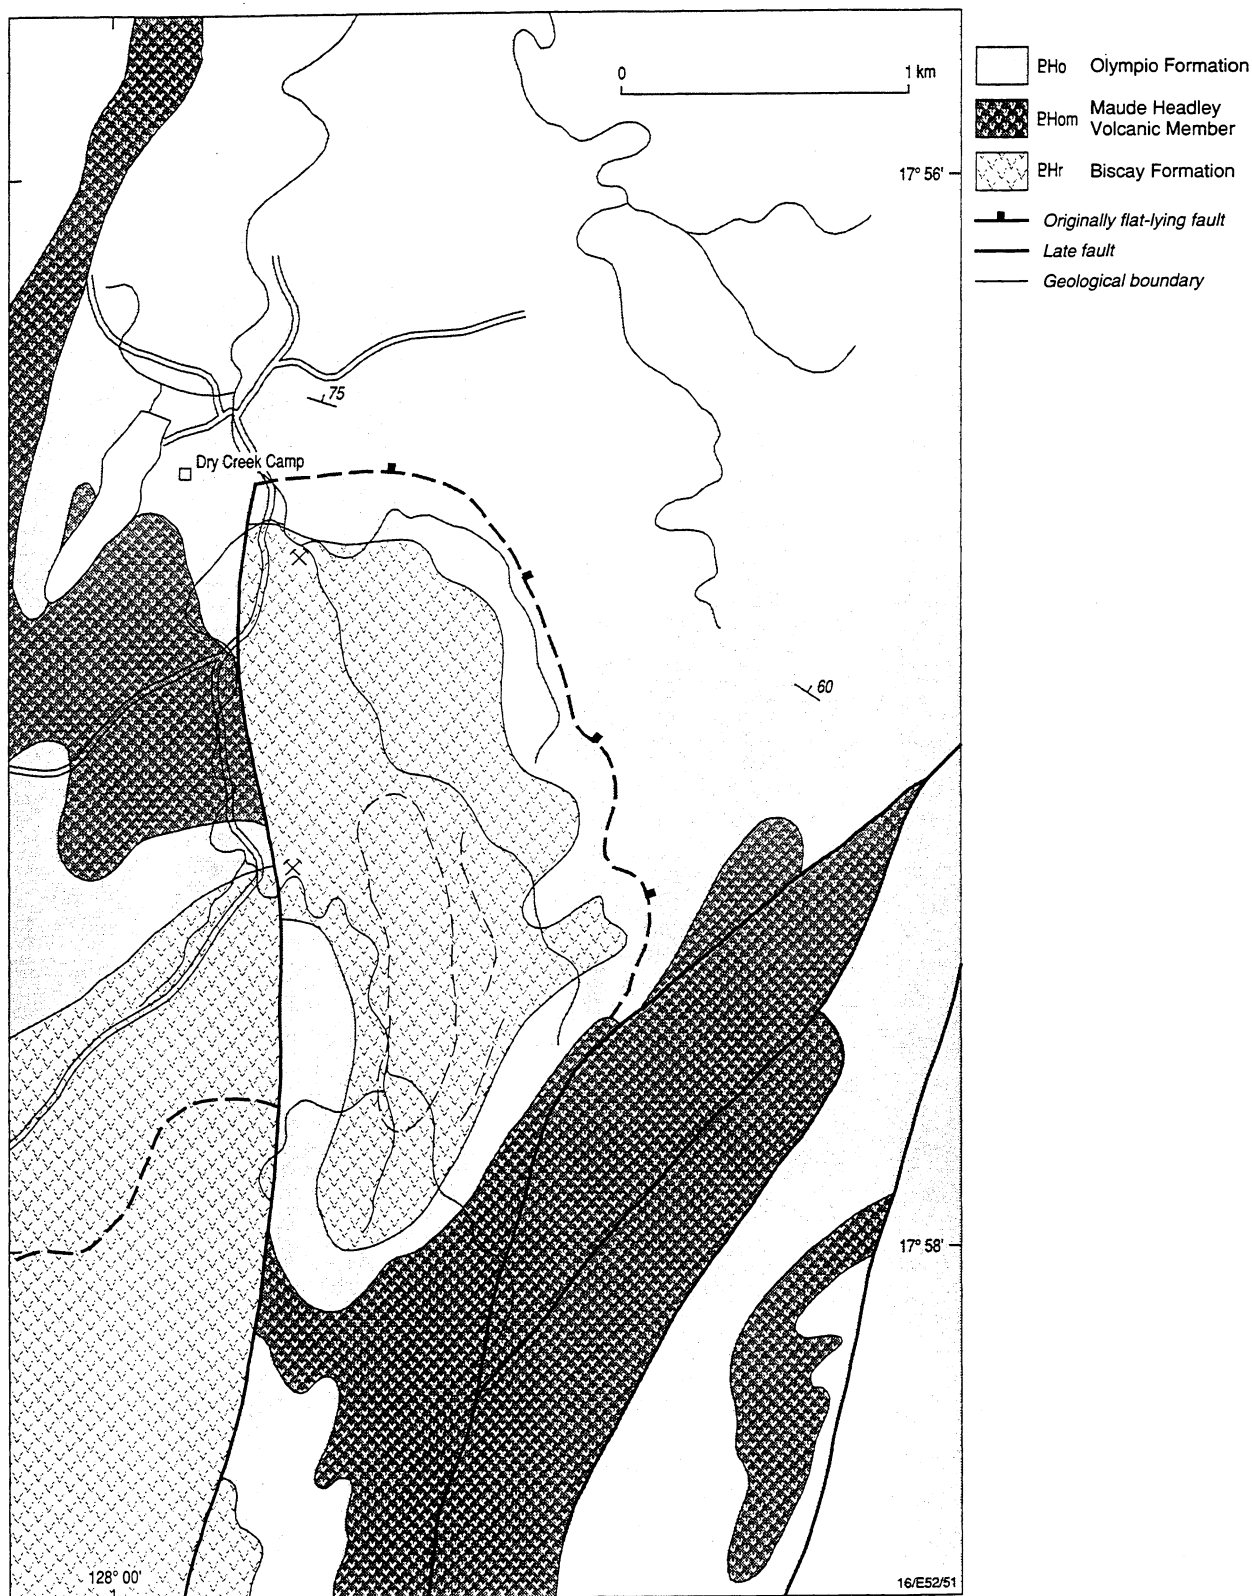 0 1 km
17° 56'
75
Dry Creek Camp
60
17° 58'
128° 00'
16/E52/51
PHo Olympio Formation
PHom Maude Headley
Volcanic Member
PHr Biscay Formation
Originally flat-lying fault
Late fault
Geological boundary